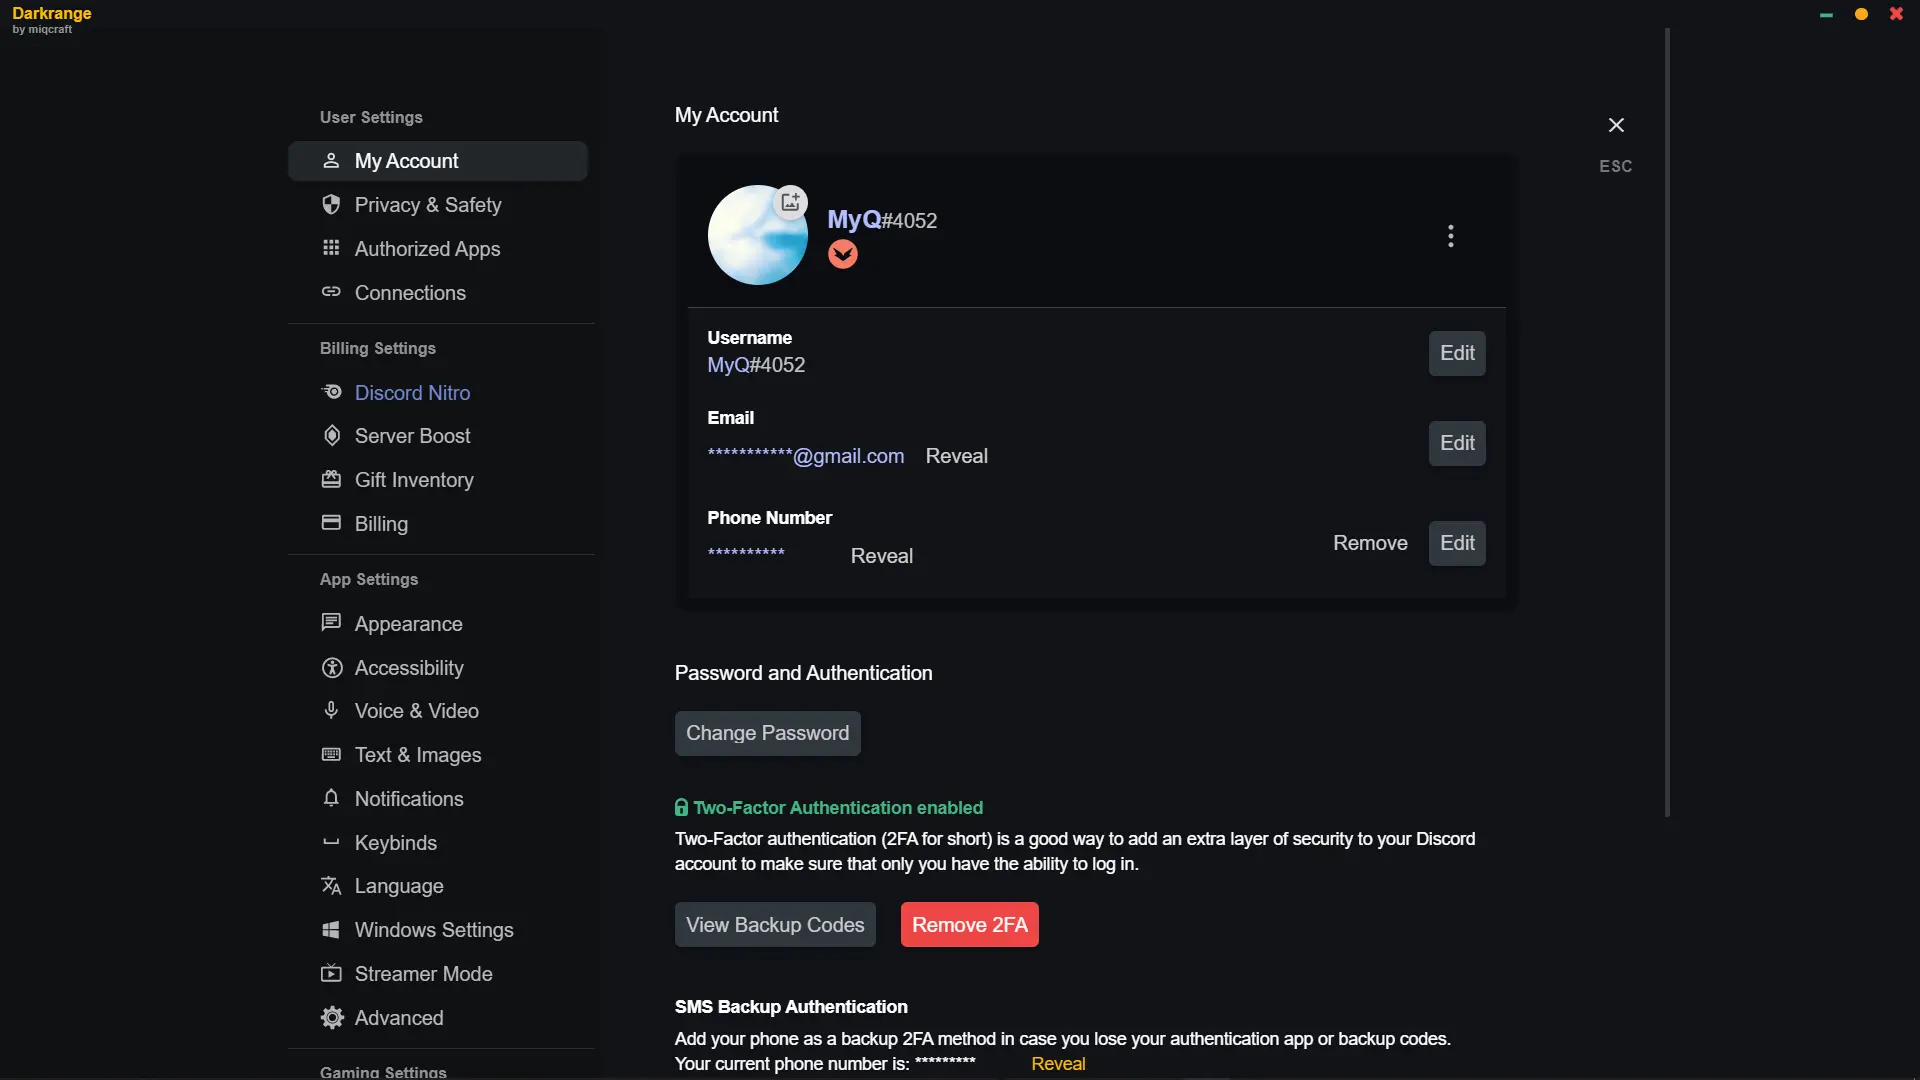 Darkrange
by miqcraft
User Settings
My Account
Privacy & Safety
Authorized Apps
Connections
Billing Settings
Discord Nitro
Server Boost
Gift Inventory
Billing
App Settings
Appearance
Accessibility
Voice & Video
Text & Images
Notifications
Keybinds
Language
Windows Settings
Streamer Mode
Advanced
Gaming Settings
My Account
ESC
MyQ#4052
Username
MyQ#4052
Edit
Email
***********@gmail.com Reveal
Edit
Phone Number
********** Reveal
Remove Edit
Password and Authentication
Change Password
Two-Factor Authentication enabled
Two-Factor authentication (2FA for short) is a good way to add an extra layer of security to your Discord
account to make sure that only you have the ability to log in.
View Backup Codes Remove 2FA
SMS Backup Authentication
Add your phone as a backup 2FA method in case you lose your authentication app or backup codes.
Your current phone number is: ********* Reveal